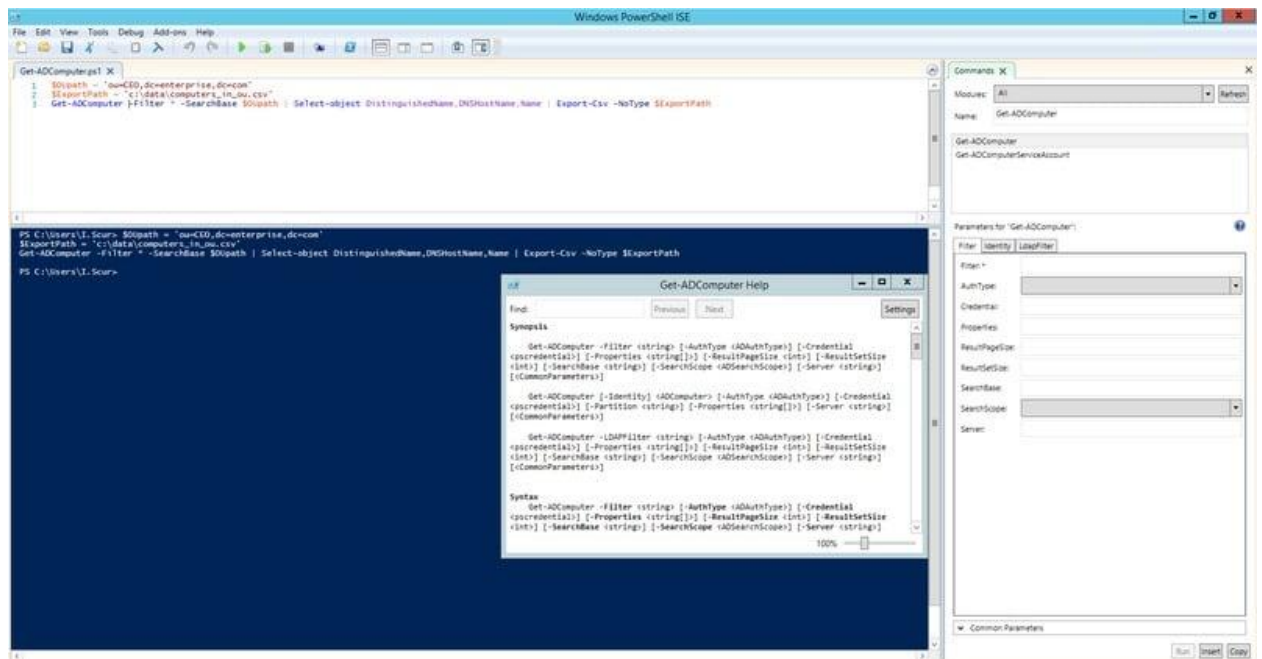 Windows PowerShell ISE
File Edit View Tools Debug Add-ons Help
Get-ADComputer.ps1 X
1 $OUpath = 'ou=CEO,dc=enterprise,dc=com'
2 $ExportPath = 'c:\data\computers_in_ou.csv'
3 Get-ADComputer -Filter * -SearchBase $OUpath | Select-object DistinguishedName,DNSHostName,Name | Export-Csv -NoType $ExportPath
PS C:\Users\I.Scur> $OUpath = 'ou=CEO,dc=enterprise,dc=com'
$ExportPath = 'c:\data\computers_in_ou.csv'
Get-ADComputer -Filter * -SearchBase $OUpath | Select-object DistinguishedName,DNSHostName,Name | Export-Csv -NoType $ExportPath
PS C:\Users\I.Scur>
Get-ADComputer Help
Find:
Previous
Next
Settings
Synopsis
Get-ADComputer -Filter <string> [-AuthType <ADAuthType>] [-Credential
<pscredential>] [-Properties <string[]>] [-ResultPageSize <int>] [-ResultSetSize
<int>] [-SearchBase <string>] [-SearchScope <ADSearchScope>] [-Server <string>]
[<CommonParameters>]
Get-ADComputer [-Identity] <ADComputer> [-AuthType <ADAuthType>] [-Credential
<pscredential>] [-Partition <string>] [-Properties <string[]>] [-Server <string>]
[<CommonParameters>]
Get-ADComputer -LDAPFilter <string> [-AuthType <ADAuthType>] [-Credential
<pscredential>] [-Properties <string[]>] [-ResultPageSize <int>] [-ResultSetSize
<int>] [-SearchBase <string>] [-SearchScope <ADSearchScope>] [-Server <string>]
[<CommonParameters>]
Syntax
Get-ADComputer -Filter <string> [-AuthType <ADAuthType>] [-Credential
<pscredential>] [-Properties <string[]>] [-ResultPageSize <int>] [-ResultSetSize
<int>] [-SearchBase <string>] [-SearchScope <ADSearchScope>] [-Server <string>]
100%
Commands X
Modules: All
Refresh
Name: Get-ADComputer
Get-ADComputer
Get-ADComputerServiceAccount
Parameters for "Get-ADComputer":
Filter Identity LdapFilter
Filter:*
AuthType:
Credential:
Properties:
ResultPageSize:
ResultSetSize:
SearchBase:
SearchScope:
Server:
Common Parameters
Run Insert Copy